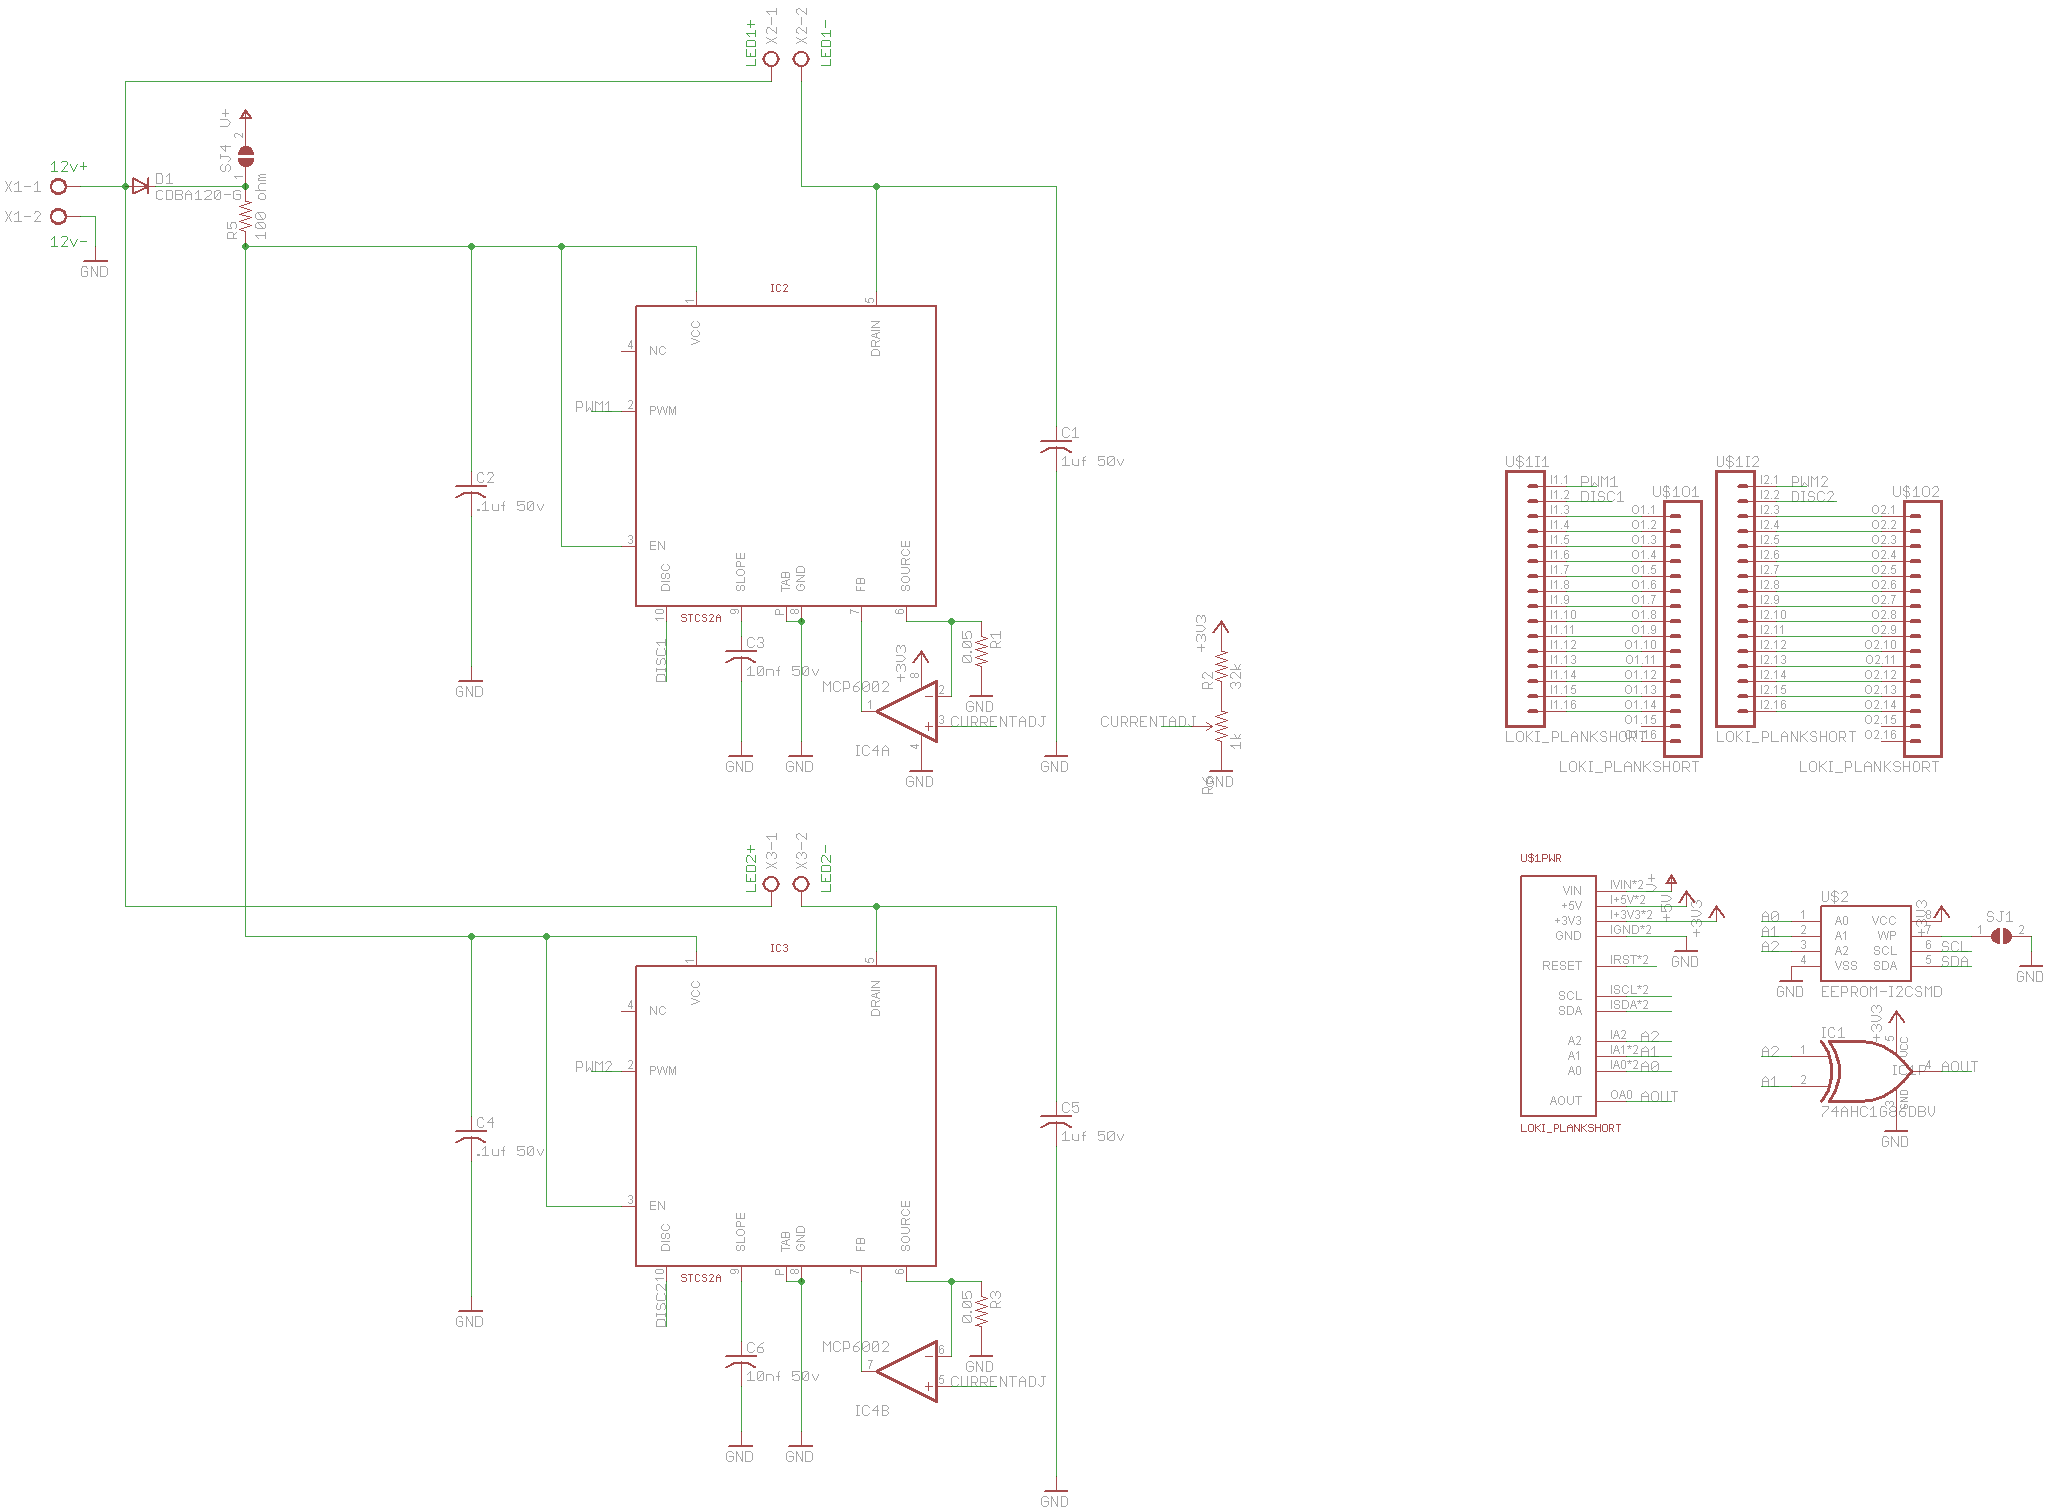 LED1+
X2-1
X2-2
LED1-
V+
2
SJ4
1
X1-1
12v+
D1
CDBA120-G
X1-2
12v-
GND
R5
100 ohm
IC2
1
VCC
5
DRAIN
4
NC
PWM1
2
PWM
C2
.1uf 50v
C1
1uf 50v
3
EN
DISC
SLOPE
TAB
GND
FB
SOURCE
10
STCS2A
9
P
8
7
6
DISC1
C3
10nf 50v
0.05
R1
GND
+3V3
MCP6002
8
1
2
3
4
IC4A
CURRENTADJ
GND
GND
GND
GND
GND
+3V3
R2
32k
CURRENTADJ
1k
GND
LED2+
X3-1
X3-2
LED2-
IC3
1
VCC
5
DRAIN
4
NC
PWM2
2
PWM
C4
.1uf 50v
C5
1uf 50v
3
EN
DISC
SLOPE
TAB
GND
FB
SOURCE
10
STCS2A
9
P
8
7
6
DISC2
C6
10nf 50v
0.05
R3
GND
MCP6002
7
6
5
IC4B
CURRENTADJ
GND
GND
GND
GND
U$1I1
I1.1
PWM1
I1.2
DISC1
I1.3
I1.4
I1.5
I1.6
I1.7
I1.8
I1.9
I1.10
I1.11
I1.12
I1.13
I1.14
I1.15
I1.16
LOKI_PLANKSHORT
U$1O1
O1.1
O1.2
O1.3
O1.4
O1.5
O1.6
O1.7
O1.8
O1.9
O1.10
O1.11
O1.12
O1.13
O1.14
O1.15
O1.16
LOKI_PLANKSHORT
U$1I2
I2.1
PWM2
I2.2
DISC2
I2.3
I2.4
I2.5
I2.6
I2.7
I2.8
I2.9
I2.10
I2.11
I2.12
I2.13
I2.14
I2.15
I2.16
LOKI_PLANKSHORT
U$1O2
O2.1
O2.2
O2.3
O2.4
O2.5
O2.6
O2.7
O2.8
O2.9
O2.10
O2.11
O2.12
O2.13
O2.14
O2.15
O2.16
LOKI_PLANKSHORT
U$1PWR
VIN
IVIN*2
+5V
I+5V*2
+3V3
I+3V3*2
GND
IGND*2
RESET
IRST*2
SCL
ISCL*2
SDA
ISDA*2
A2
IA2
A2
A1
IA1*2
A1
A0
IA0*2
A0
AOUT
OA0
AOUT
LOKI_PLANKSHORT
+5V
+3V3
GND
U$2
A0
1
A0
A1
2
A1
A2
3
A2
4
VSS
VCC
8
WP
7
SCL
6
SCL
SDA
5
SDA
+3V3
GND
EEPROM-I2CSMD
SJ1
1
2
GND
IC1
+3V3
5
VCC
A2
1
A1
2
4
AOUT
3
GND
74AHC1G86DBV
GND